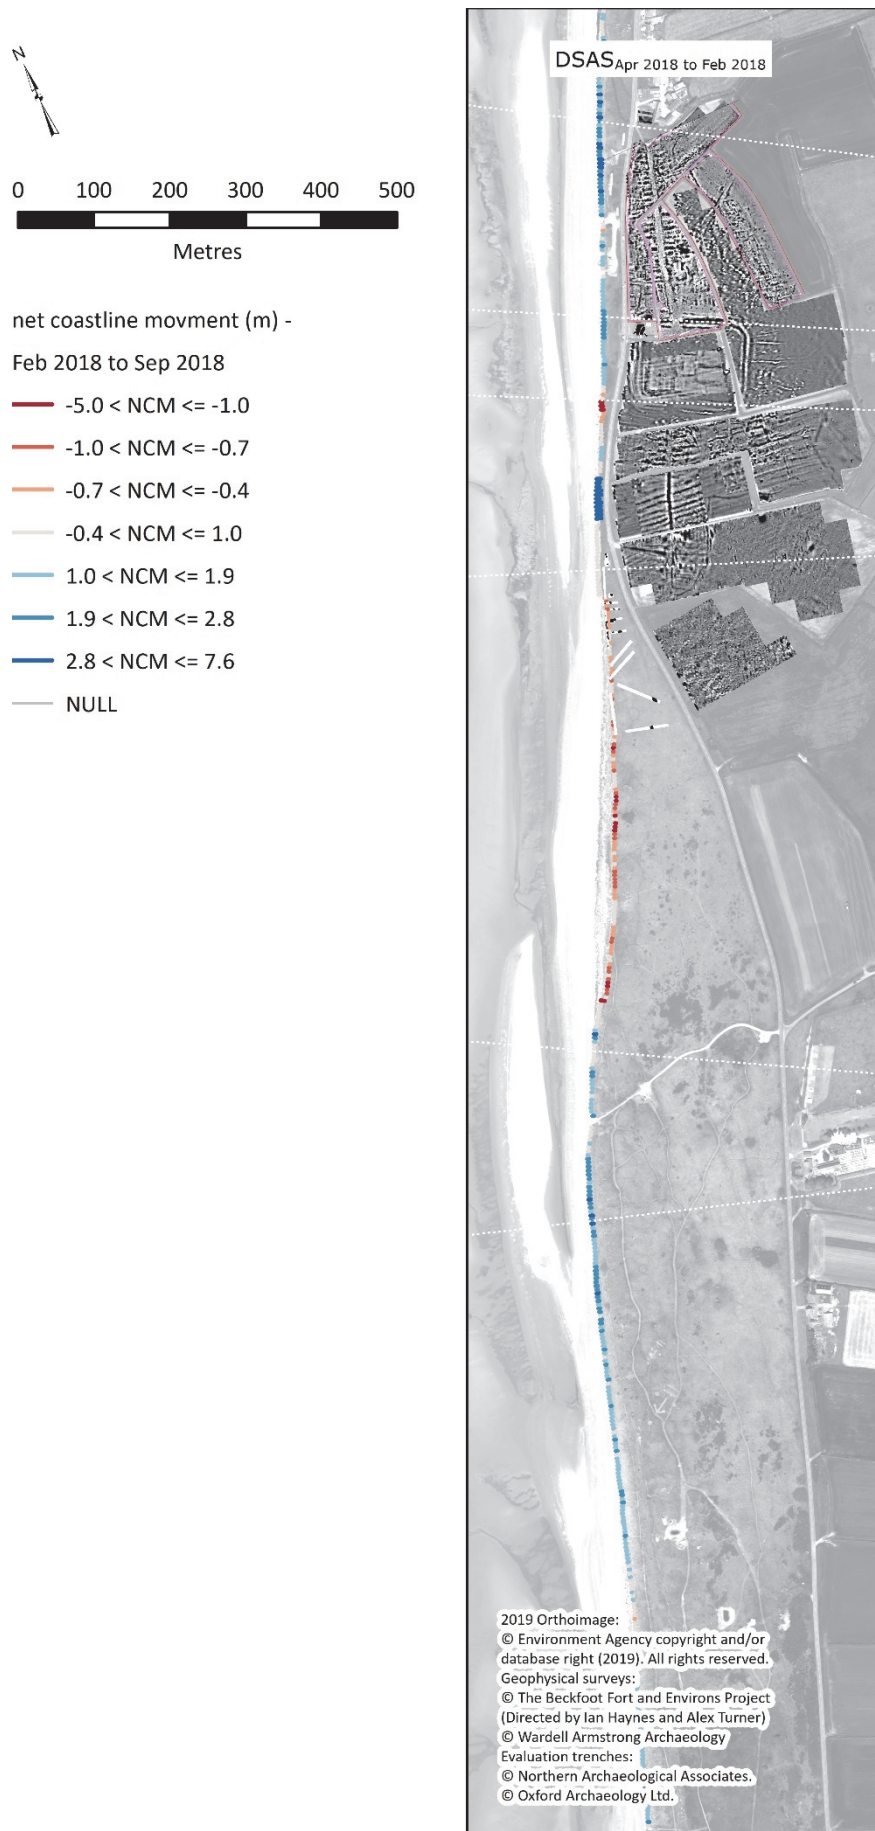 N
0 100 200 300 400 500
Metres
net coastline movment (m) -
Feb 2018 to Sep 2018
-5.0 < NCM <= -1.0
-1.0 < NCM <= -0.7
-0.7 < NCM <= -0.4
-0.4 < NCM <= 1.0
1.0 < NCM <= 1.9
1.9 < NCM <= 2.8
2.8 < NCM <= 7.6
NULL
DSAS Apr 2018 to Feb 2018
2019 Orthoimage:
© Environment Agency copyright and/or
database right (2019). All rights reserved.
Geophysical surveys:
© The Beckfoot Fort and Environs Project
(Directed by Ian Haynes and Alex Turner)
© Wardell Armstrong Archaeology
Evaluation trenches:
© Northern Archaeological Associates.
© Oxford Archaeology Ltd.